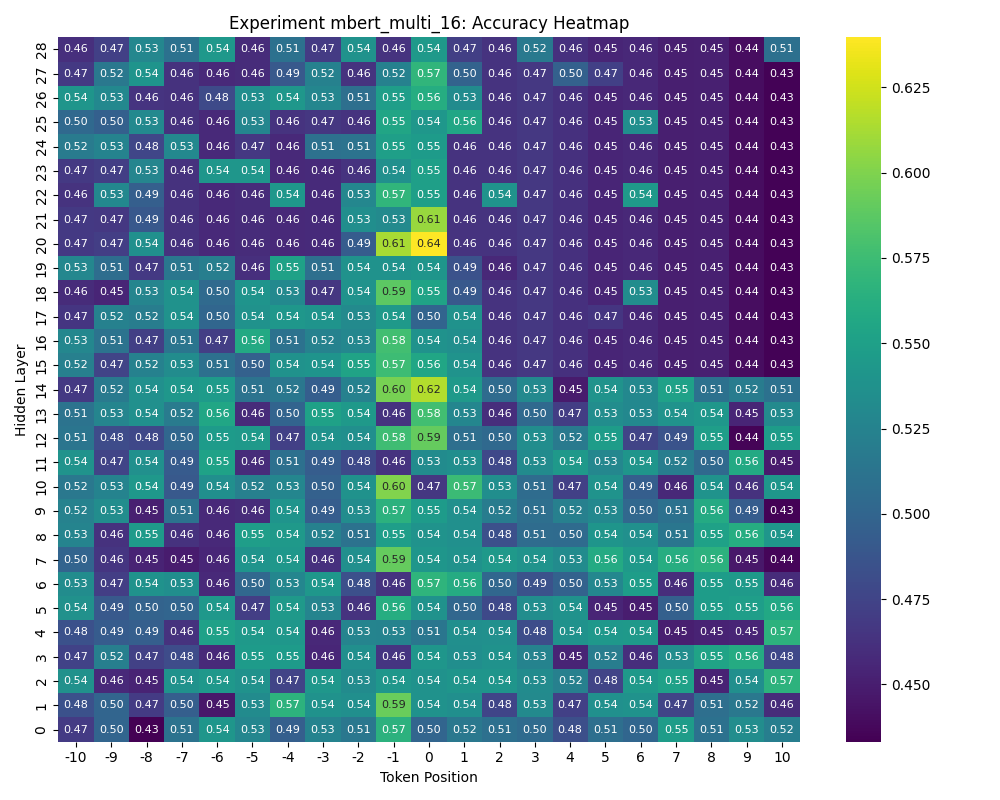 Experiment mbert_multi_16: Accuracy Heatmap
Hidden Layer
28 0.46 0.47 0.53 0.51 0.54 0.46 0.51 0.47 0.54 0.46 0.54 0.47 0.46 0.52 0.46 0.45 0.46 0.45 0.45 0.44 0.51
27 0.47 0.52 0.54 0.46 0.46 0.46 0.49 0.52 0.46 0.52 0.57 0.50 0.46 0.47 0.50 0.47 0.46 0.45 0.45 0.44 0.43
26 0.54 0.53 0.46 0.46 0.48 0.53 0.54 0.53 0.51 0.55 0.56 0.53 0.46 0.47 0.46 0.45 0.46 0.45 0.45 0.44 0.43
25 0.50 0.50 0.53 0.46 0.46 0.53 0.46 0.47 0.46 0.55 0.54 0.56 0.46 0.47 0.46 0.45 0.53 0.45 0.45 0.44 0.43
24 0.52 0.53 0.48 0.53 0.46 0.47 0.46 0.51 0.51 0.55 0.55 0.46 0.46 0.47 0.46 0.45 0.46 0.45 0.45 0.44 0.43
23 0.47 0.47 0.53 0.46 0.54 0.54 0.46 0.46 0.46 0.54 0.55 0.46 0.46 0.47 0.46 0.45 0.46 0.45 0.45 0.44 0.43
22 0.46 0.53 0.49 0.46 0.46 0.46 0.54 0.46 0.53 0.57 0.55 0.46 0.54 0.47 0.46 0.45 0.54 0.45 0.45 0.44 0.43
21 0.47 0.47 0.49 0.46 0.46 0.46 0.46 0.46 0.53 0.53 0.61 0.46 0.46 0.47 0.46 0.45 0.46 0.45 0.45 0.44 0.43
20 0.47 0.47 0.54 0.46 0.46 0.46 0.46 0.46 0.49 0.61 0.64 0.46 0.46 0.47 0.46 0.45 0.46 0.45 0.45 0.44 0.43
19 0.53 0.51 0.47 0.51 0.52 0.46 0.55 0.51 0.54 0.54 0.54 0.49 0.46 0.47 0.46 0.45 0.46 0.45 0.45 0.44 0.43
18 0.46 0.45 0.53 0.54 0.50 0.54 0.53 0.47 0.54 0.59 0.55 0.49 0.46 0.47 0.46 0.45 0.53 0.45 0.45 0.44 0.43
17 0.47 0.52 0.52 0.54 0.50 0.54 0.54 0.54 0.53 0.54 0.50 0.54 0.46 0.47 0.46 0.47 0.46 0.45 0.45 0.44 0.43
16 0.53 0.51 0.47 0.51 0.47 0.56 0.51 0.52 0.53 0.58 0.54 0.54 0.46 0.47 0.46 0.45 0.46 0.45 0.45 0.44 0.43
15 0.52 0.47 0.52 0.53 0.51 0.50 0.54 0.54 0.55 0.57 0.56 0.54 0.46 0.47 0.46 0.45 0.46 0.45 0.45 0.44 0.43
14 0.47 0.52 0.54 0.54 0.55 0.51 0.52 0.49 0.52 0.60 0.62 0.54 0.50 0.53 0.45 0.54 0.53 0.55 0.51 0.52 0.51
13 0.51 0.53 0.54 0.52 0.56 0.46 0.50 0.55 0.54 0.46 0.58 0.53 0.46 0.50 0.47 0.53 0.53 0.54 0.54 0.45 0.53
12 0.51 0.48 0.48 0.50 0.55 0.54 0.47 0.54 0.54 0.58 0.59 0.51 0.50 0.53 0.52 0.55 0.47 0.49 0.55 0.44 0.55
11 0.54 0.47 0.54 0.49 0.55 0.46 0.51 0.49 0.48 0.46 0.53 0.53 0.48 0.53 0.54 0.53 0.54 0.52 0.50 0.56 0.45
10 0.52 0.53 0.54 0.49 0.54 0.52 0.53 0.50 0.54 0.60 0.47 0.57 0.53 0.51 0.47 0.54 0.49 0.46 0.54 0.46 0.54
9 0.52 0.53 0.45 0.51 0.46 0.46 0.54 0.49 0.53 0.57 0.55 0.54 0.52 0.51 0.52 0.53 0.50 0.51 0.56 0.49 0.43
8 0.53 0.46 0.55 0.46 0.46 0.55 0.54 0.52 0.51 0.55 0.54 0.54 0.48 0.51 0.50 0.54 0.54 0.51 0.55 0.56 0.54
7 0.50 0.46 0.45 0.45 0.46 0.54 0.54 0.46 0.54 0.59 0.54 0.54 0.54 0.54 0.53 0.56 0.54 0.56 0.56 0.45 0.44
6 0.53 0.47 0.54 0.53 0.46 0.50 0.53 0.54 0.48 0.46 0.57 0.56 0.50 0.49 0.50 0.53 0.55 0.46 0.55 0.55 0.46
5 0.54 0.49 0.50 0.50 0.54 0.47 0.54 0.53 0.46 0.56 0.54 0.50 0.48 0.53 0.54 0.45 0.45 0.50 0.55 0.55 0.56
4 0.48 0.49 0.49 0.46 0.55 0.54 0.54 0.46 0.53 0.53 0.51 0.54 0.54 0.48 0.54 0.54 0.54 0.45 0.45 0.45 0.57
3 0.47 0.52 0.47 0.48 0.46 0.55 0.55 0.46 0.54 0.46 0.54 0.53 0.54 0.53 0.45 0.52 0.46 0.53 0.55 0.56 0.48
2 0.54 0.46 0.45 0.54 0.54 0.54 0.47 0.54 0.53 0.54 0.54 0.54 0.54 0.53 0.52 0.48 0.54 0.55 0.45 0.54 0.57
1 0.48 0.50 0.47 0.50 0.45 0.53 0.57 0.54 0.54 0.59 0.54 0.54 0.48 0.53 0.47 0.54 0.54 0.47 0.51 0.52 0.46
0 0.47 0.50 0.43 0.51 0.54 0.53 0.49 0.53 0.51 0.57 0.50 0.52 0.51 0.50 0.48 0.51 0.50 0.55 0.51 0.53 0.52
-10 -9 -8 -7 -6 -5 -4 -3 -2 -1 0 1 2 3 4 5 6 7 8 9 10
Token Position
0.625
0.600
0.575
0.550
0.525
0.500
0.475
0.450